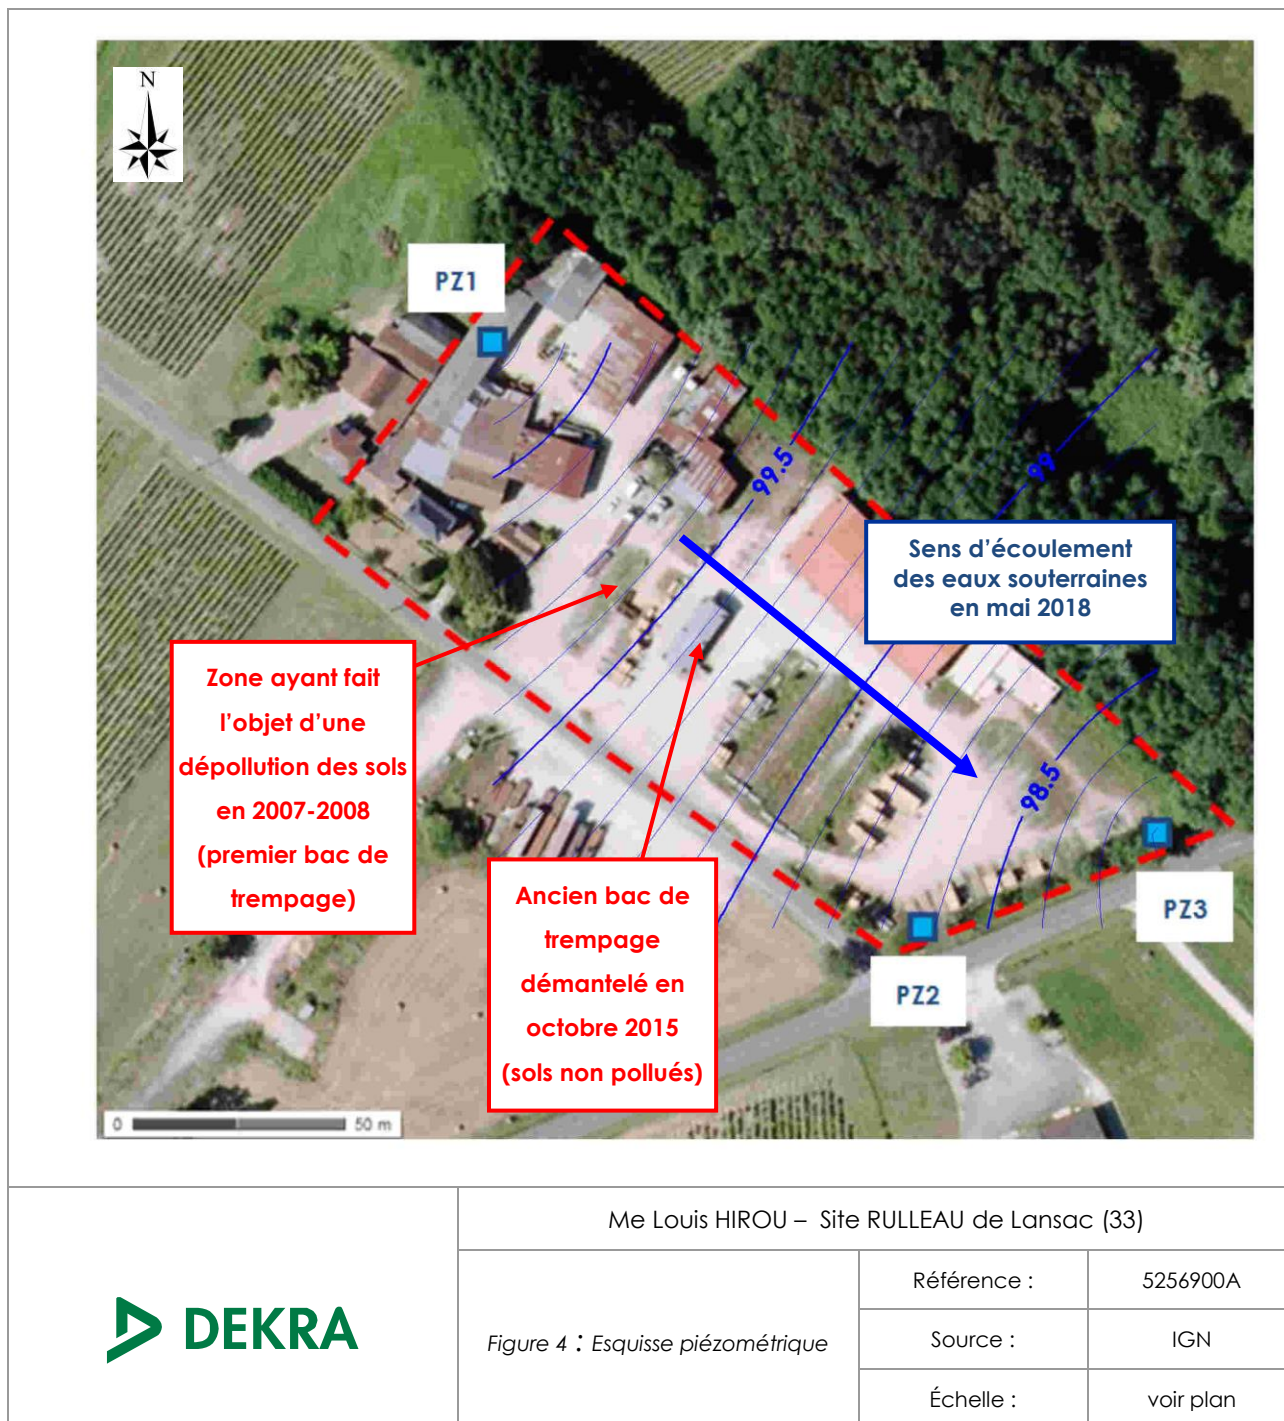 N
PZ1
99.5
99
Sens d’écoulement
des eaux souterraines
en mai 2018
Zone ayant fait
l’objet d’une
dépollution des sols
en 2007-2008
(premier bac de
trempage)
Ancien bac de
trempage
démantelé en
octobre 2015
(sols non pollués)
98.5
PZ3
PZ2
0 50 m
Me Louis HIROU – Site RULLEAU de Lansac (33)
DEKRA
Figure 4 : Esquisse piézométrique
Référence : 5256900A
Source : IGN
Échelle : voir plan